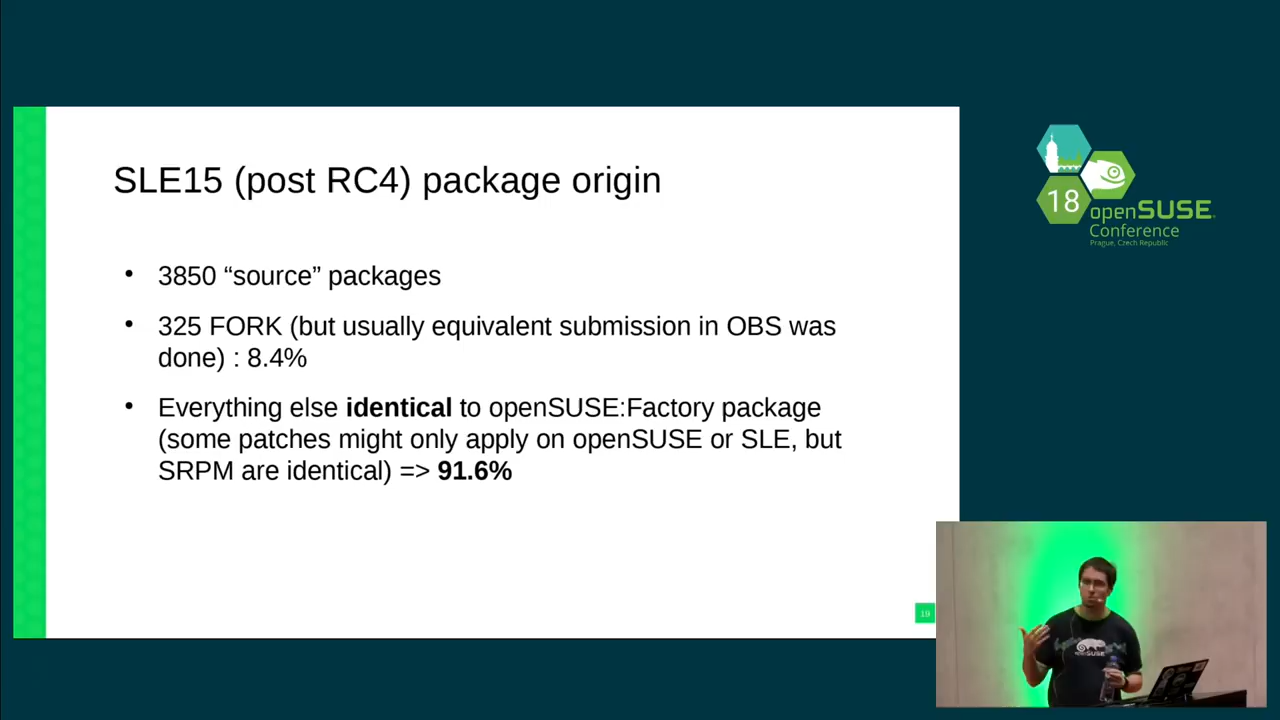 SLE15 (post RC4) package origin
• 3850 “source” packages
• 325 FORK (but usually equivalent submission in OBS was
done) : 8.4%
• Everything else identical to openSUSE:Factory package
(some patches might only apply on openSUSE or SLE, but
SRPM are identical) => 91.6%
19
18
openSUSE
Conference
Prague, Czech Republic
openSUSE